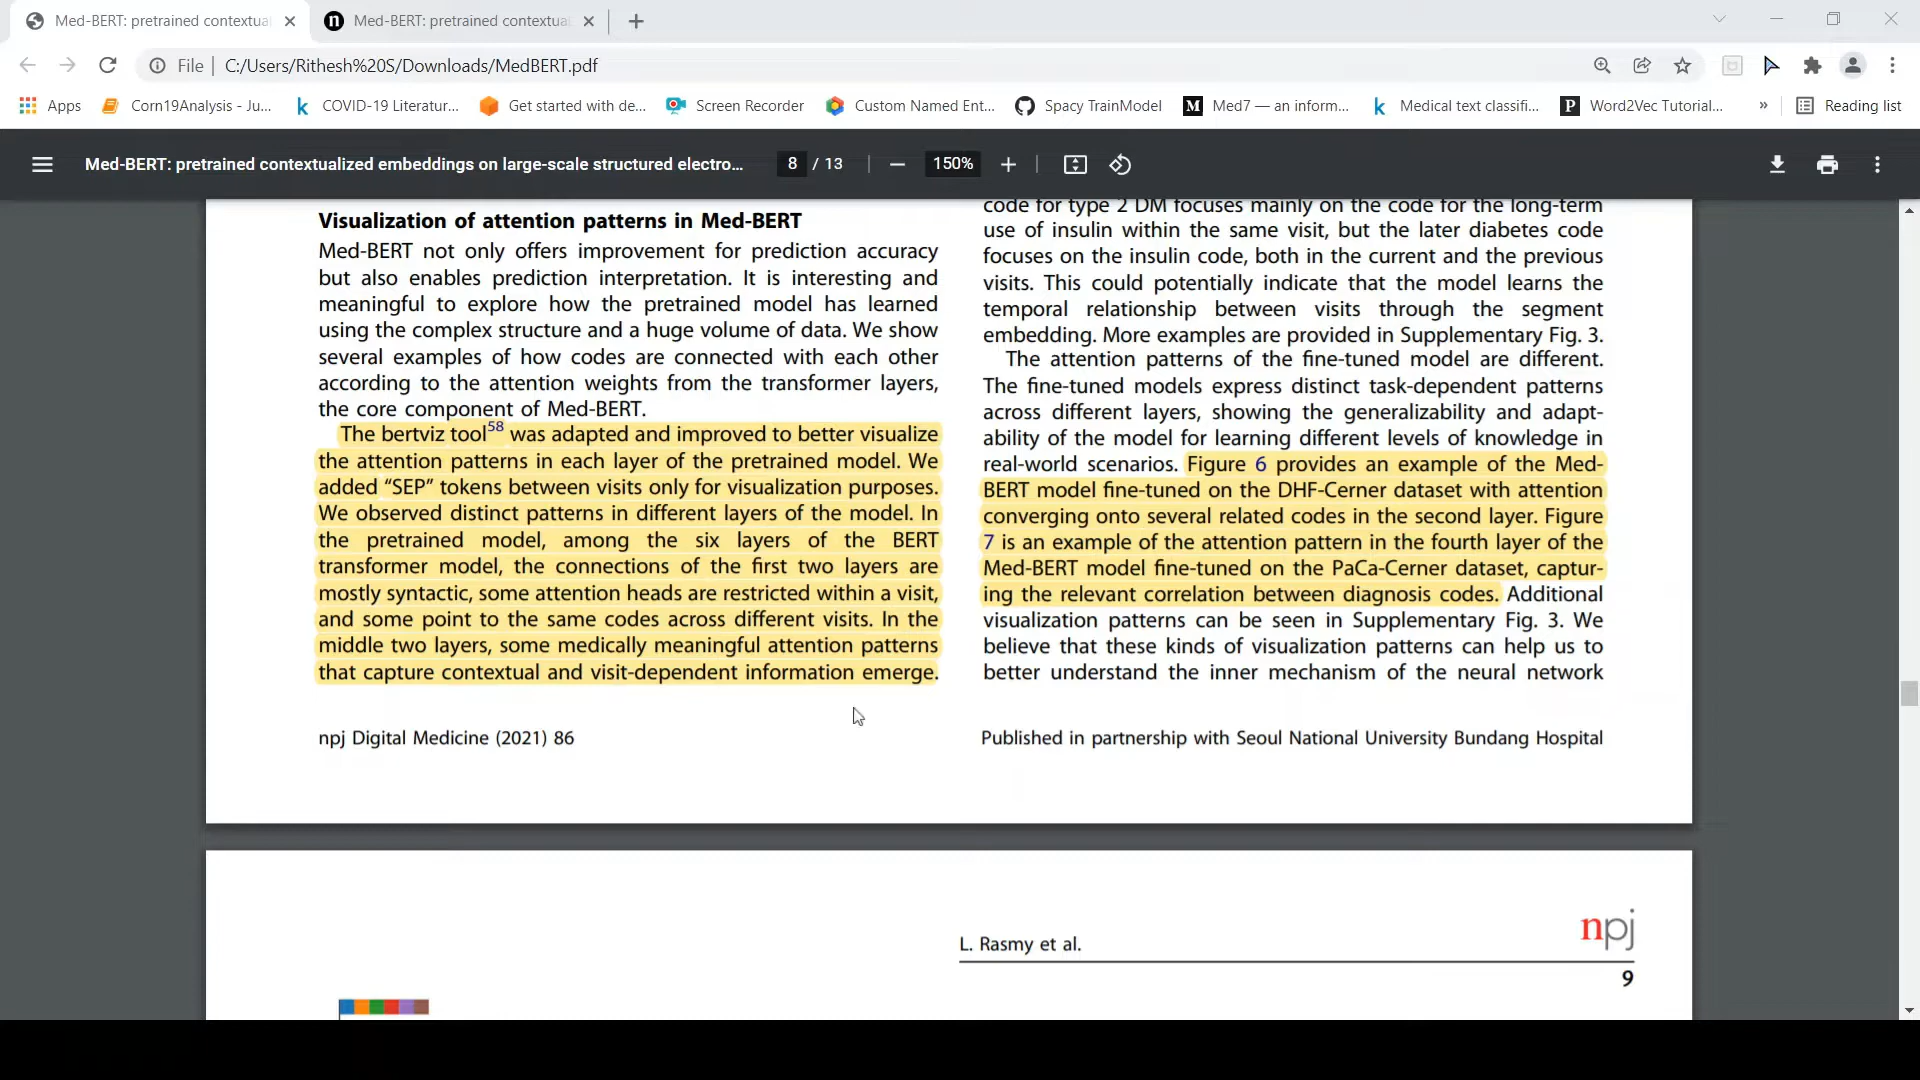 Med-BERT: pretrained contextua
Med-BERT: pretrained contextua
File
C:/Users/Rithesh%20S/Downloads/MedBERT.pdf
Apps
Corn19Analysis - Ju...
COVID-19 Literatur...
Get started with de...
Screen Recorder
Custom Named Ent...
Spacy TrainModel
M
Med7 — an inform...
Medical text classifi...
P
Word2Vec Tutorial...
»
Reading list
Med-BERT: pretrained contextualized embeddings on large-scale structured electro...
8 / 13
150%
Visualization of attention patterns in Med-BERT
Med-BERT not only offers improvement for prediction accuracy
but also enables prediction interpretation. It is interesting and
meaningful to explore how the pretrained model has learned
using the complex structure and a huge volume of data. We show
several examples of how codes are connected with each other
according to the attention weights from the transformer layers,
the core component of Med-BERT.
The bertviz tool58 was adapted and improved to better visualize
the attention patterns in each layer of the pretrained model. We
added “SEP” tokens between visits only for visualization purposes.
We observed distinct patterns in different layers of the model. In
the pretrained model, among the six layers of the BERT
transformer model, the connections of the first two layers are
mostly syntactic, some attention heads are restricted within a visit,
and some point to the same codes across different visits. In the
middle two layers, some medically meaningful attention patterns
that capture contextual and visit-dependent information emerge.
code for type 2 DM focuses mainly on the code for the long-term
use of insulin within the same visit, but the later diabetes code
focuses on the insulin code, both in the current and the previous
visits. This could potentially indicate that the model learns the
temporal relationship between visits through the segment
embedding. More examples are provided in Supplementary Fig. 3.
The attention patterns of the fine-tuned model are different.
The fine-tuned models express distinct task-dependent patterns
across different layers, showing the generalizability and adapt-
ability of the model for learning different levels of knowledge in
real-world scenarios. Figure 6 provides an example of the Med-
BERT model fine-tuned on the DHF-Cerner dataset with attention
converging onto several related codes in the second layer. Figure
7 is an example of the attention pattern in the fourth layer of the
Med-BERT model fine-tuned on the PaCa-Cerner dataset, captur-
ing the relevant correlation between diagnosis codes. Additional
visualization patterns can be seen in Supplementary Fig. 3. We
believe that these kinds of visualization patterns can help us to
better understand the inner mechanism of the neural network
npj Digital Medicine (2021) 86
Published in partnership with Seoul National University Bundang Hospital
L. Rasmy et al.
npj
9